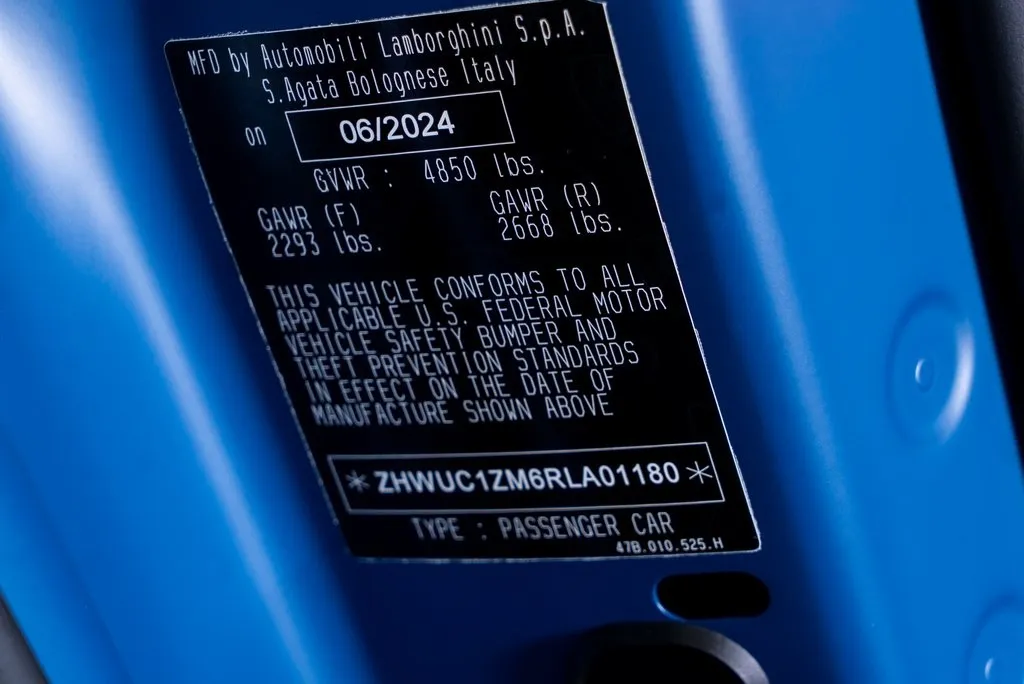 MFD by Automobili Lamborghini S.p.A.
S.Agata Bolognese Italy
on 06/2024
GVWR : 4850 lbs.
GAWR (F) GAWR (R)
2293 lbs. 2668 lbs.
THIS VEHICLE CONFORMS TO ALL
APPLICABLE U.S. FEDERAL MOTOR
VEHICLE SAFETY BUMPER AND
THEFT PREVENTION STANDARDS
IN EFFECT ON THE DATE OF
MANUFACTURE SHOWN ABOVE
*ZHWUC1ZM6RLA01180*
TYPE : PASSENGER CAR
47B.010.525.H